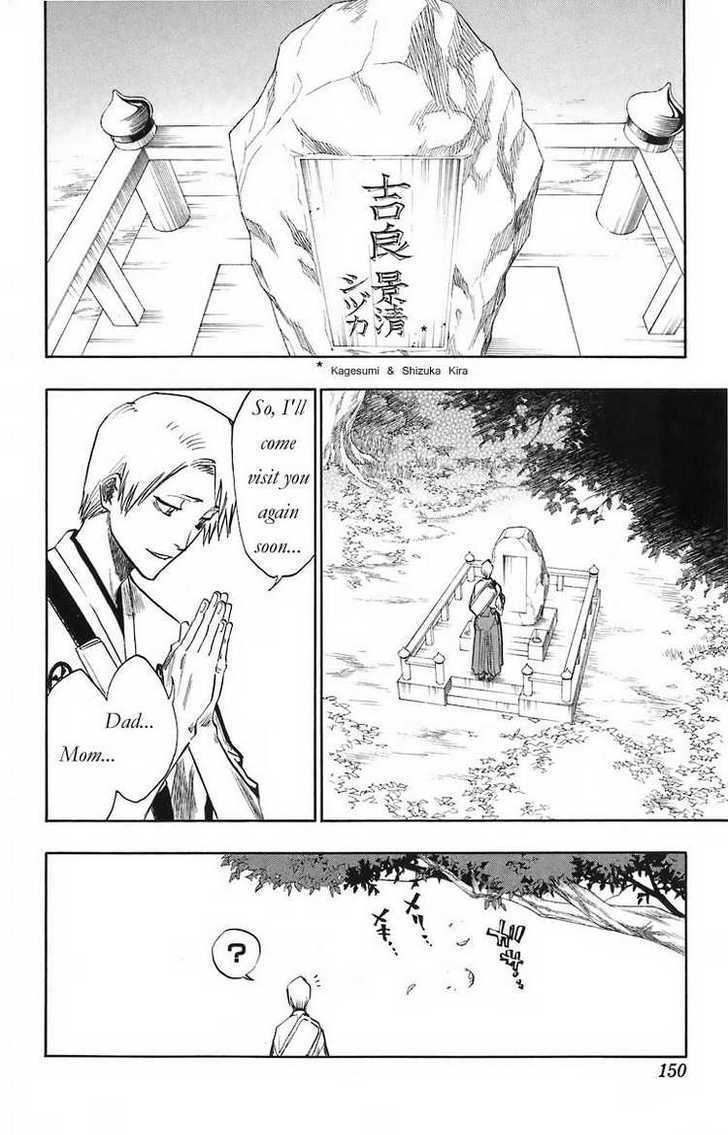 吉良
景清
シヅカ
*
* Kagesumi & Shizuka Kira
So, I'll
come
visit you
again
soon...
Dad...
Mom...
?
メッ...
メキ...
150